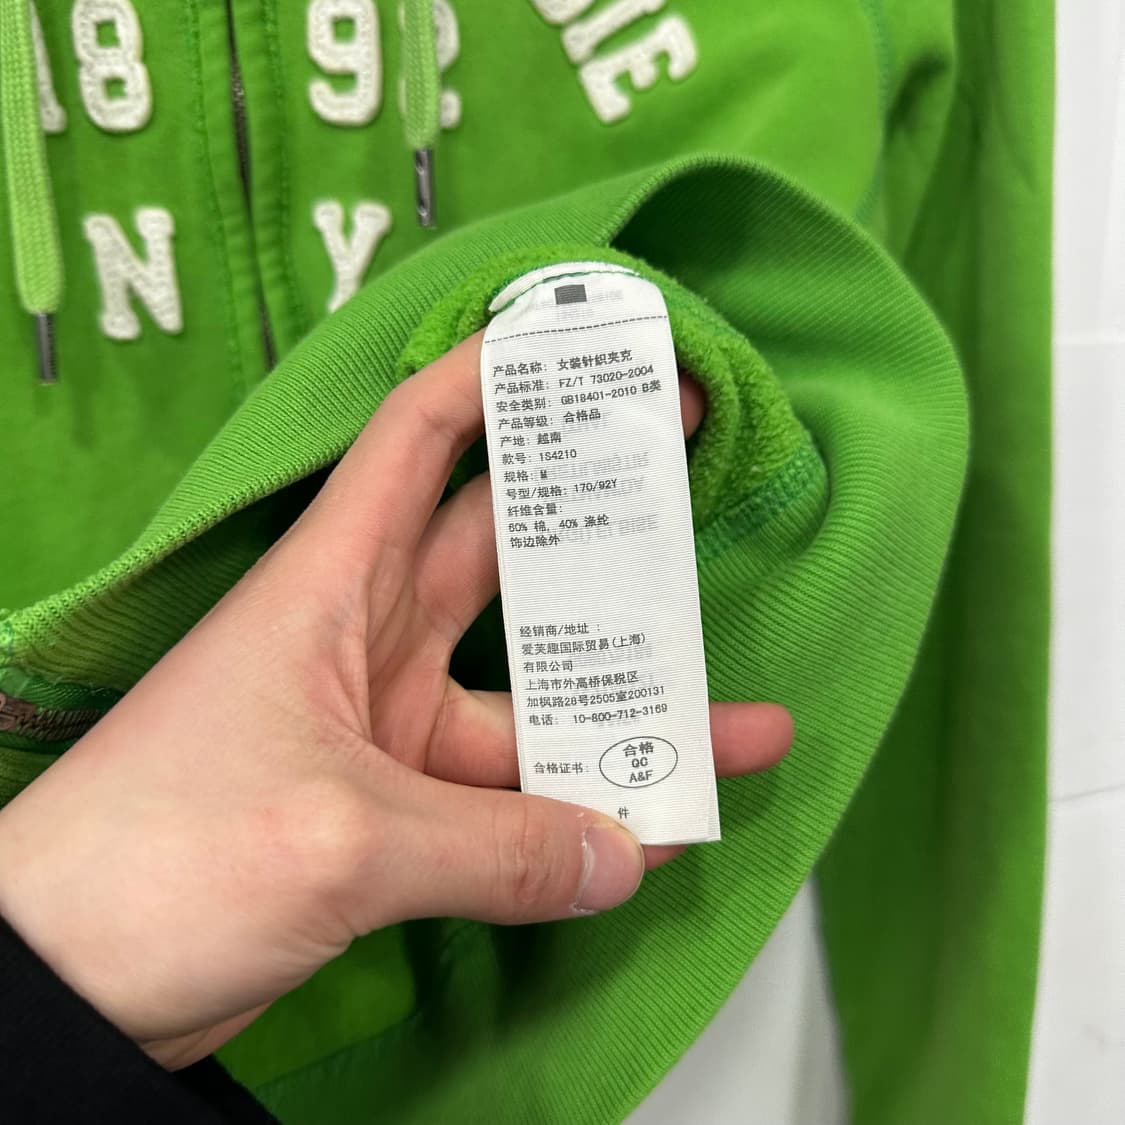 18 92
N Y
产品名称: 女装针织夹克
产品标准: FZ/T 73020-2004
安全类别: GB18401-2010 B类
产品等级: 合格品
产地: 越南
款号: 1S4210
规格: M
号型/规格: 170/92Y
纤维含量:
60% 棉, 40% 涤纶
饰边除外
经销商/地址 :
爱芙趣国际贸易(上海)
有限公司
上海市外高桥保税区
加枫路28号2505室200131
电话: 10-800-712-3169
合格证书:
合格
QC
A&F
件